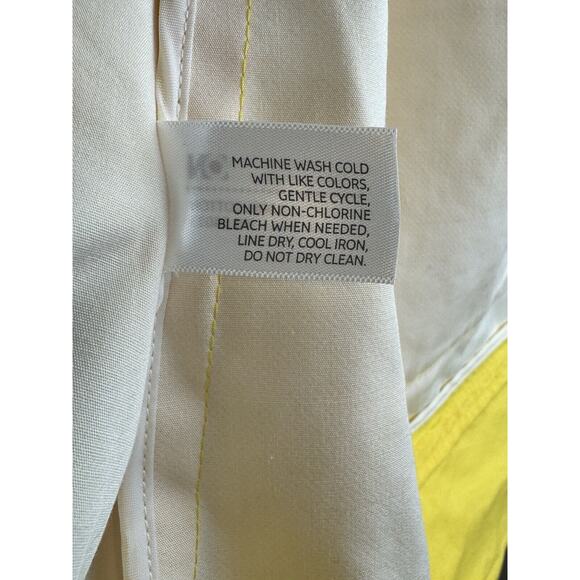 MACHINE WASH COLD
WITH LIKE COLORS,
GENTLE CYCLE,
ONLY NON-CHLORINE
BLEACH WHEN NEEDED,
LINE DRY, COOL IRON,
DO NOT DRY CLEAN.